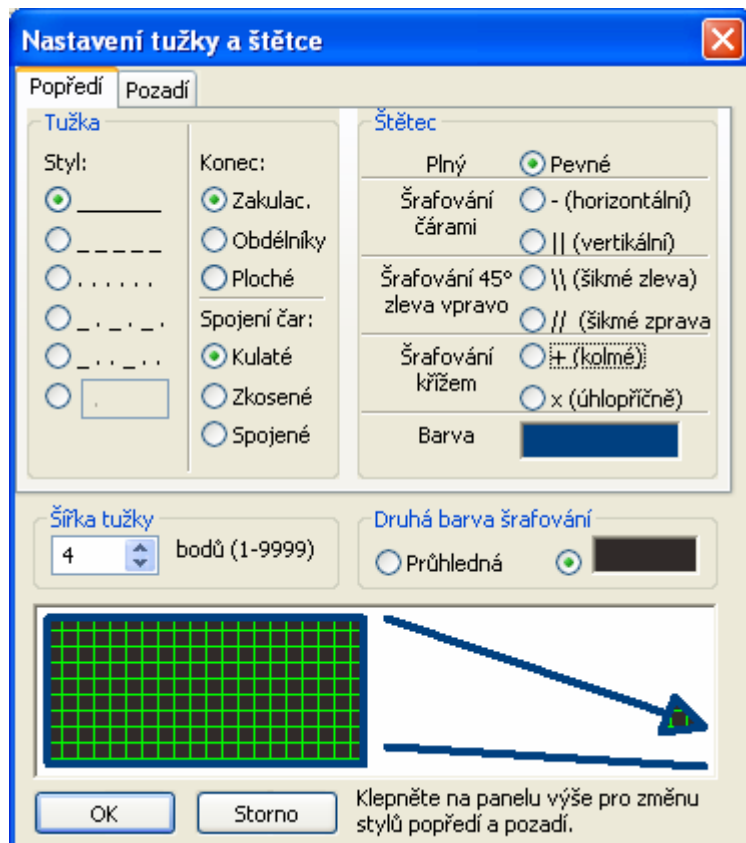 Nastavení tužky a štětce
Popředí Pozadí
Tužka
Styl:
_______
_ _ _ _ _
. . . . . .
_ . _ . _ .
_ . . _ . .
.
Konec:
Zakulac.
Obdélníky
Ploché
Spojení čar:
Kulaté
Zkosené
Spojené
Štětec
Plný Pevné
Šrafování čárami
- (horizontální)
|| (vertikální)
Šrafování 45°
zleva vpravo
\\ (šikmé zleva)
// (šikmé zprava
Šrafování
křížem
+ (kolmé)
x (úhlopříčně)
Barva
Šířka tužky
4 bodů (1-9999)
Druhá barva šrafování
Průhledná
OK Storno
Klepněte na panelu výše pro změnu
stylů popředí a pozadí.